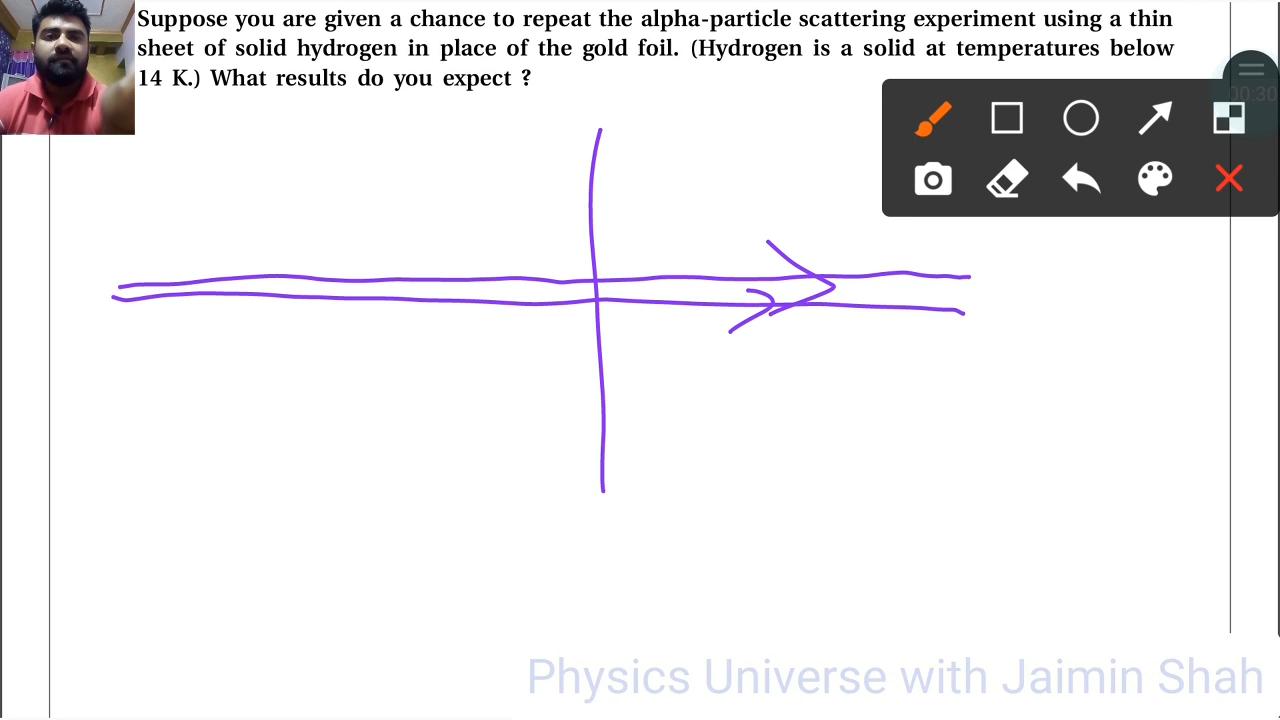 Suppose you are given a chance to repeat the alpha-particle scattering experiment using a thin
sheet of solid hydrogen in place of the gold foil. (Hydrogen is a solid at temperatures below
14 K.) What results do you expect ?
00:30
Physics Universe with Jaimin Shah